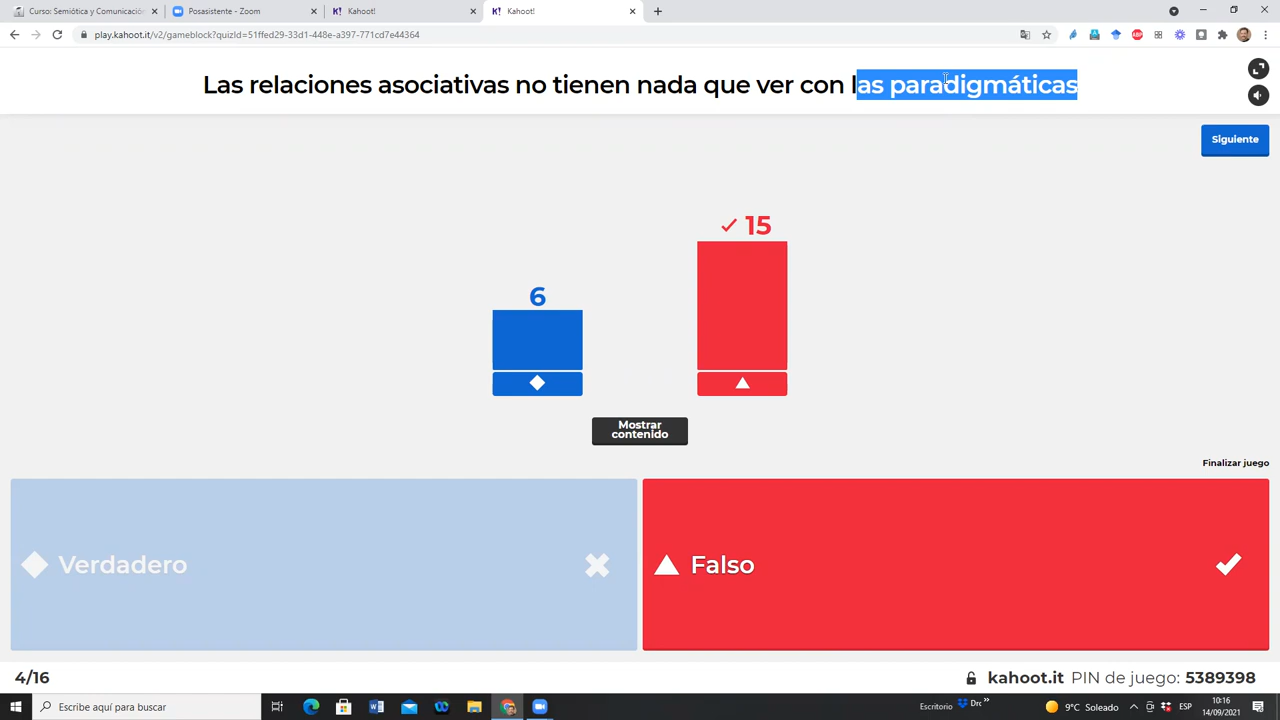 Curso: Semiótica y Comunicación
Posasistente - Zoom
K! Kahoot!
K! Kahoot!
play.kahoot.it/v2/gameblock?quizId=51ffed29-33d1-448e-a397-771cd7e44364
ABP
Las relaciones asociativas no tienen nada que ver con las paradigmáticas
Siguiente
15
6
Mostrar
contenido
Finalizar juego
Verdadero
Falso
4/16
kahoot.it PIN de juego: 5389398
Escribe aquí para buscar
Escritorio
Drc
9°C Soleado
ESP
10:16
14/09/2021